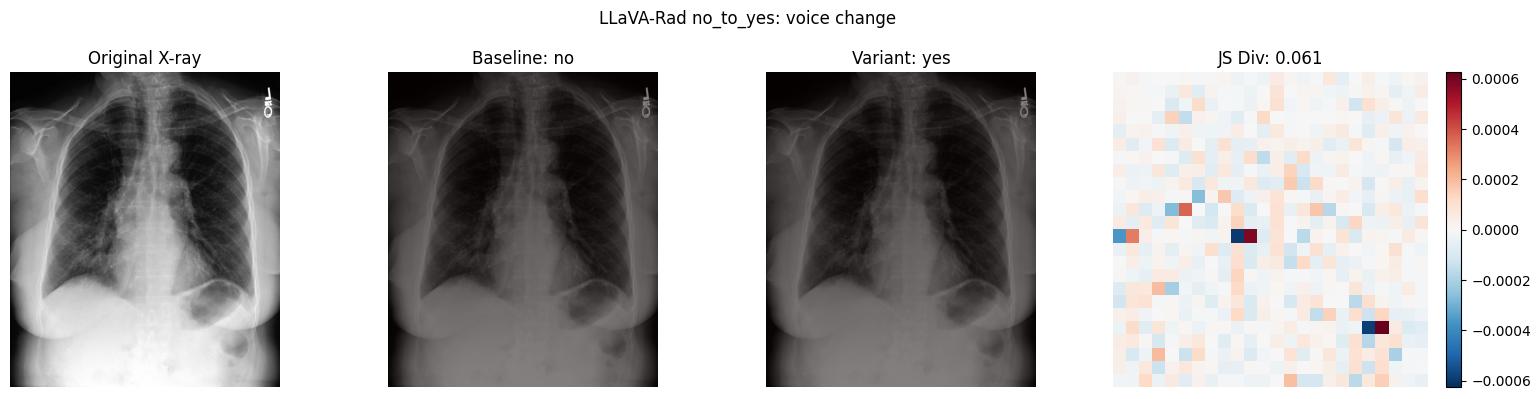 LLaVA-Rad no_to_yes: voice change
Original X-ray
Baseline: no
Variant: yes
JS Div: 0.061
0.0006
0.0004
0.0002
0.0000
−0.0002
−0.0004
−0.0006